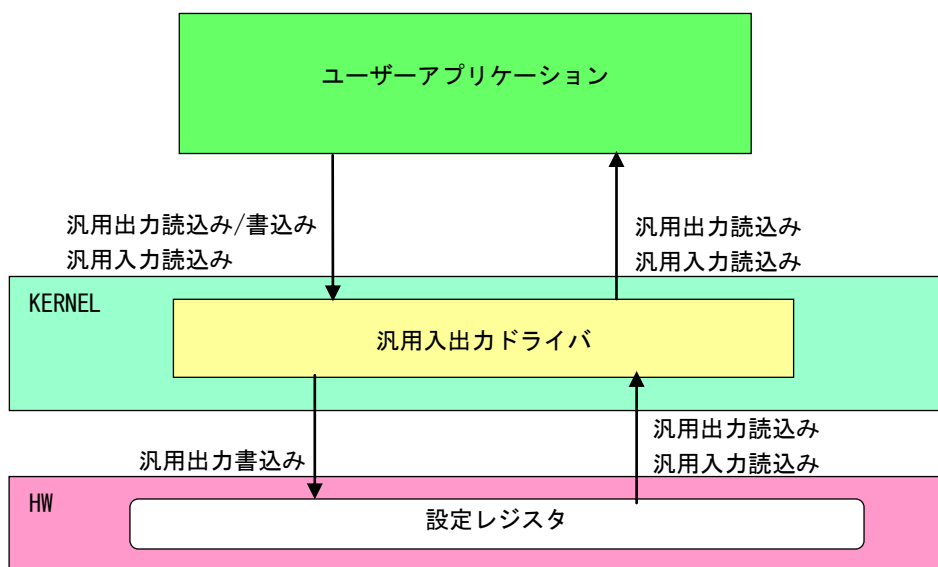 ユーザーアプリケーション
汎用出力読込み/書込み
汎用入力読込み
汎用出力読込み
汎用入力読込み
KERNEL
汎用入出力ドライバ
汎用出力書込み
汎用出力読込み
汎用入力読込み
HW
設定レジスタ